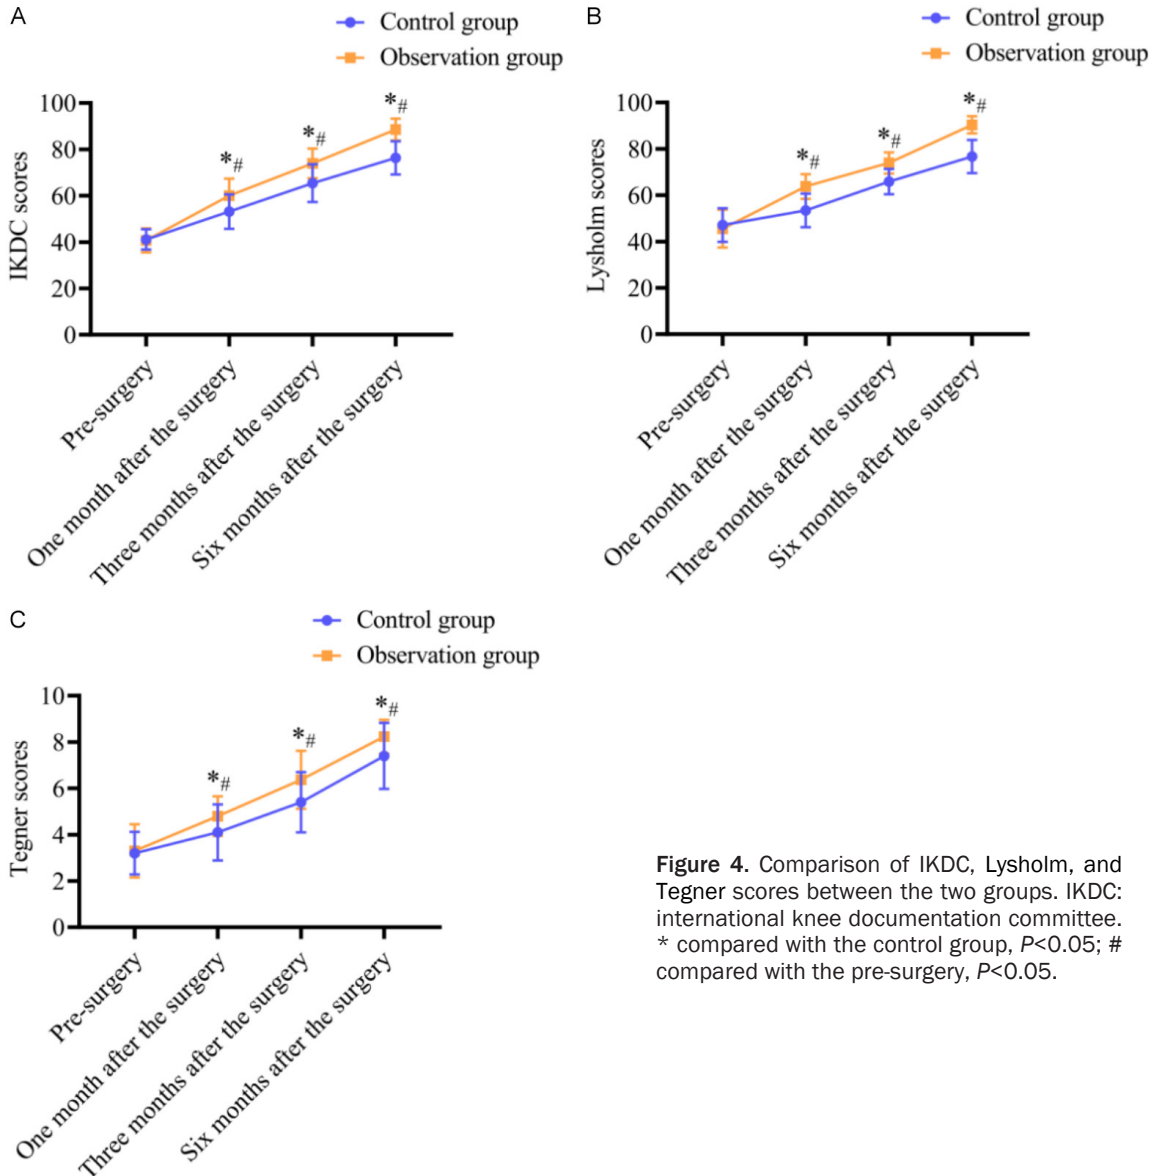 A
Control group
Observation group
100
80
60
40
20
0
IKDC scores
*#
*#
*#
Pre-surgery
One month after the surgery
Three months after the surgery
Six months after the surgery
B
Control group
Observation group
100
80
60
40
20
0
Lysholm scores
*#
*#
*#
Pre-surgery
One month after the surgery
Three months after the surgery
Six months after the surgery
C
Control group
Observation group
10
8
6
4
2
0
Tegner scores
*#
*#
*#
Pre-surgery
One month after the surgery
Three months after the surgery
Six months after the surgery
Figure 4. Comparison of IKDC, Lysholm, and
Tegner scores between the two groups. IKDC:
international knee documentation committee.
* compared with the control group, P<0.05; #
compared with the pre-surgery, P<0.05.